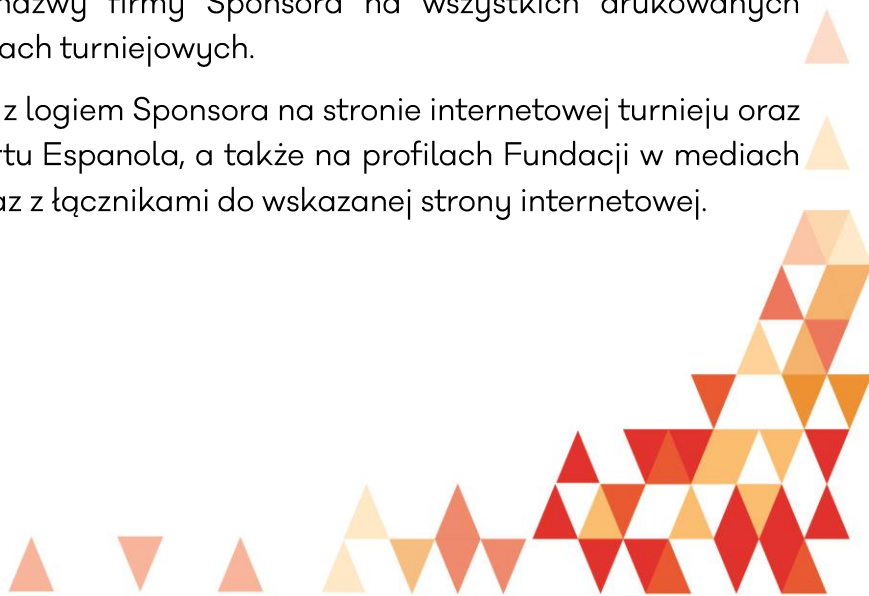 nazwy firmy Sponsora na wszystkich drukowanych
ach turniejowych.
z logiem Sponsora na stronie internetowej turnieju oraz
rtu Espanola, a także na profilach Fundacji w mediach
az z łącznikami do wskazanej strony internetowej.